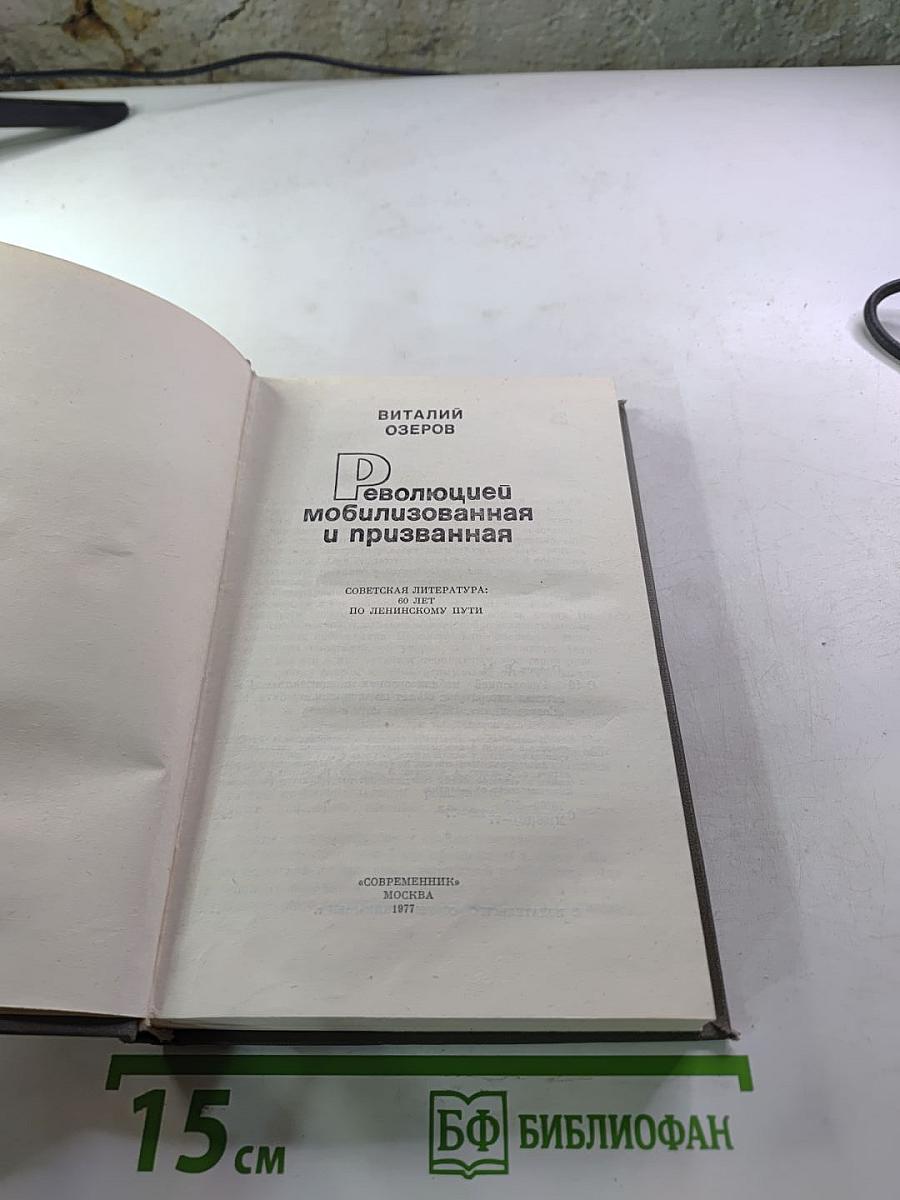 ВИТАЛИЙ
ОЗЕРОВ
Революцией
мобилизованная
и призванная
СОВЕТСКАЯ ЛИТЕРАТУРА:
60 ЛЕТ
ПО ЛЕНИНСКОМУ ПУТИ
«СОВРЕМЕННИК»
МОСКВА
1977
15 см
БФ БИБЛИОФАН